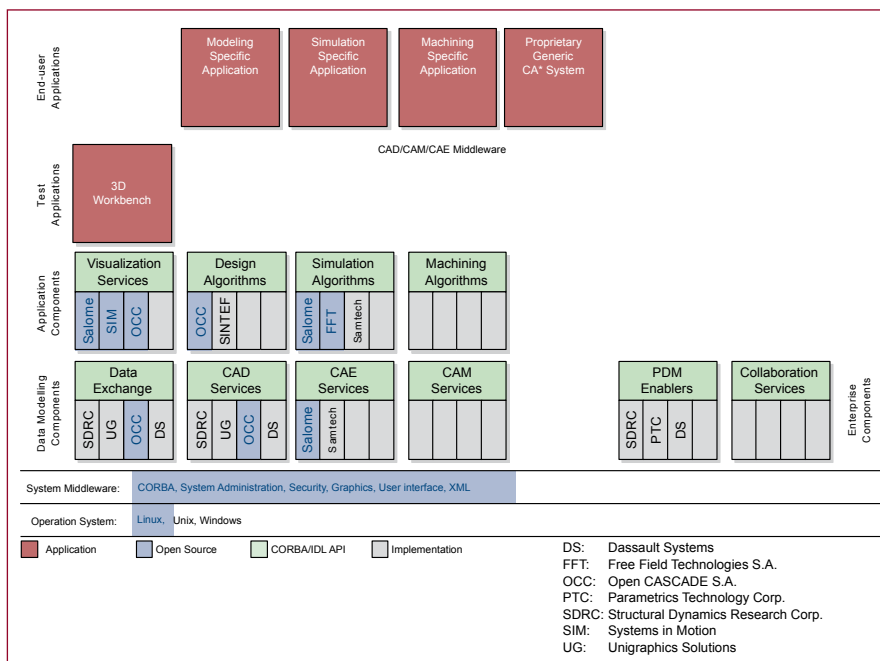 End-user
Applications
Modeling
Specific
Application
Simulation
Specific
Application
Machining
Specific
Application
Proprietary
Generic
CA* System
CAD/CAM/CAE Middleware
Test
Applications
3D
Workbench
Application
Components
Visualization
Services
Salome
SIM
OCC
Design
Algorithms
OCC
SINTEF
Simulation
Algorithms
Salome
FFT
Samtech
Machining
Algorithms
Data Modelling
Components
Data
Exchange
SDRC
UG
OCC
DS
CAD
Services
SDRC
UG
OCC
DS
CAE
Services
Salome
Samtech
CAM
Services
PDM
Enablers
SDRC
PTC
DS
Collaboration
Services
Enterprise
Components
System Middleware: CORBA, System Administration, Security, Graphics, User interface, XML
Operation System: Linux, Unix, Windows
Application
Open Source
CORBA/IDL API
Implementation
DS: Dassault Systems
FFT: Free Field Technologies S.A.
OCC: Open CASCADE S.A.
PTC: Parametrics Technology Corp.
SDRC: Structural Dynamics Research Corp.
SIM: Systems in Motion
UG: Unigraphics Solutions